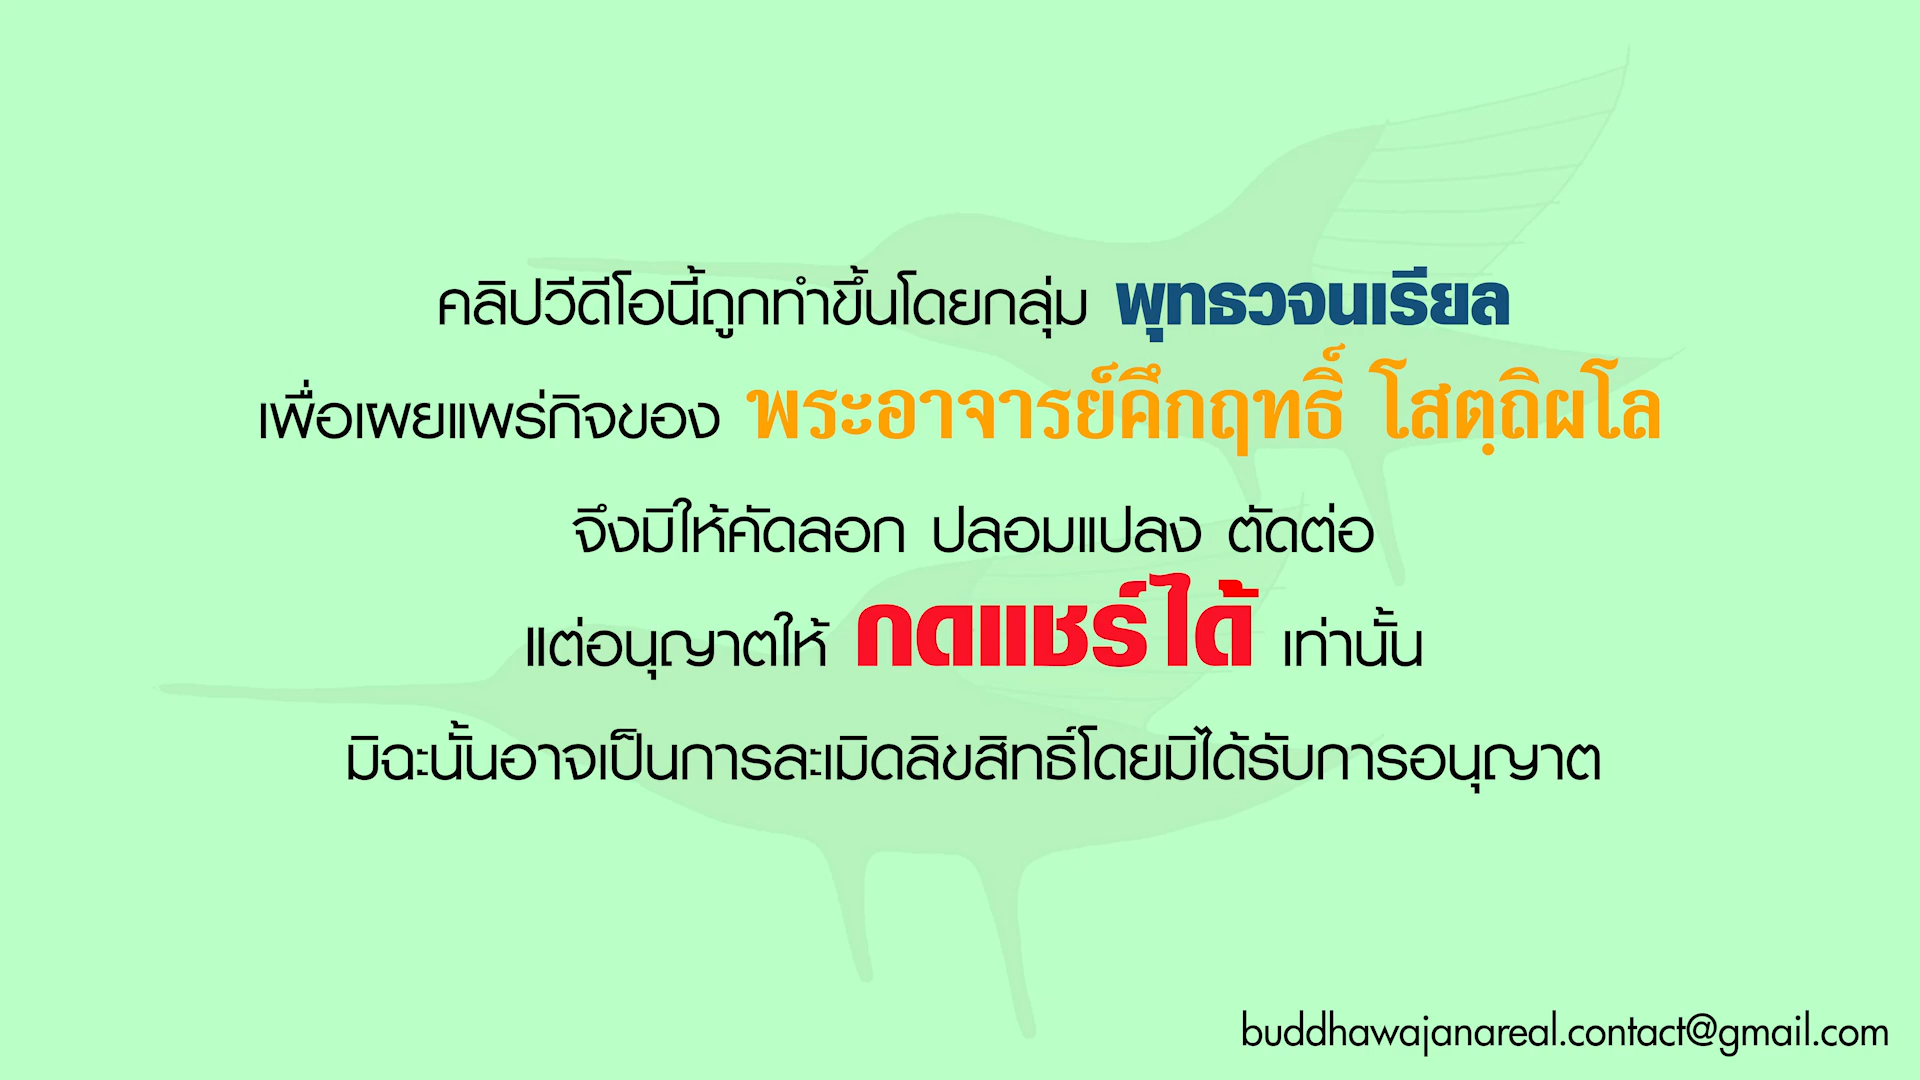 คลิปวีดีโอนี้ถูกทำขึ้นโดยกลุ่ม พุทธวจนเรียล
เพื่อเผยแพร่กิจของ พระอาจารย์คึกฤทธิ์ โสตฺถิผโล
จึงมิให้คัดลอก ปลอมแปลง ตัดต่อ
แต่อนุญาตให้ กดแชร์ได้ เท่านั้น
มิฉะนั้นอาจเป็นการละเมิดลิขสิทธิ์โดยมิได้รับการอนุญาต
buddhawajanareal.contact@gmail.com